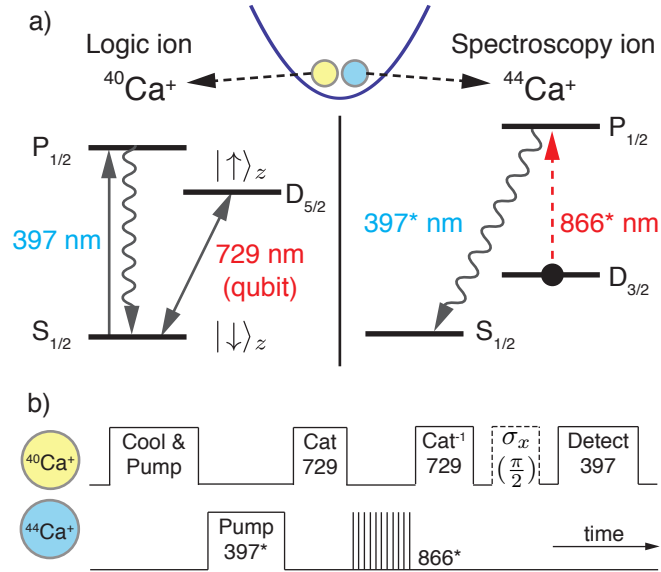 a)
Logic ion
⁴⁰Ca⁺
Spectroscopy ion
⁴⁴Ca⁺
P₁/₂
|↑⟩z
D₅/₂
397 nm
729 nm
(qubit)
S₁/₂
|↓⟩z
P₁/₂
397* nm
866* nm
D₃/₂
S₁/₂
b)
⁴⁰Ca⁺
Cool &
Pump
Cat
729
Cat⁻¹
729
σₓ
(π/2)
Detect
397
⁴⁴Ca⁺
Pump
397*
866*
time